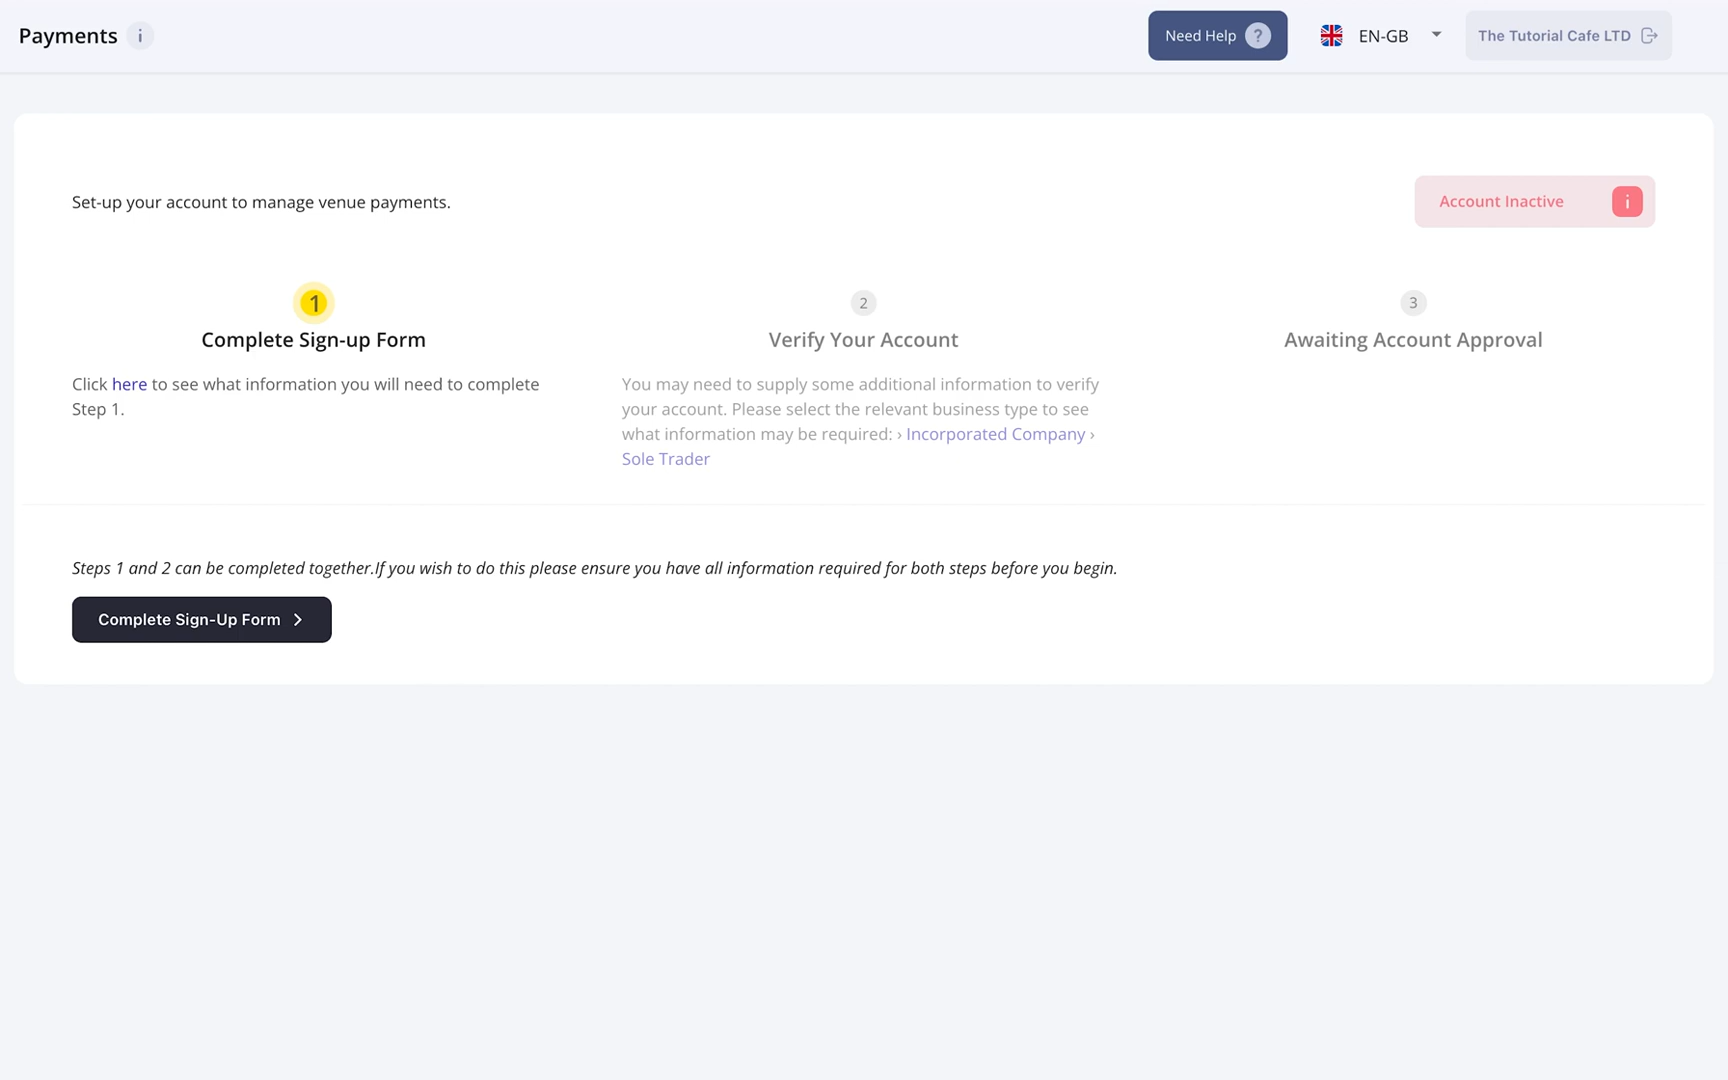 Payments i
Need Help ?
EN-GB
The Tutorial Cafe LTD
Set-up your account to manage venue payments.
Account Inactive i
1
Complete Sign-up Form
Click here to see what information you will need to complete
Step 1.
2
Verify Your Account
You may need to supply some additional information to verify
your account. Please select the relevant business type to see
what information may be required: › Incorporated Company ›
Sole Trader
3
Awaiting Account Approval
Steps 1 and 2 can be completed together.If you wish to do this please ensure you have all information required for both steps before you begin.
Complete Sign-Up Form